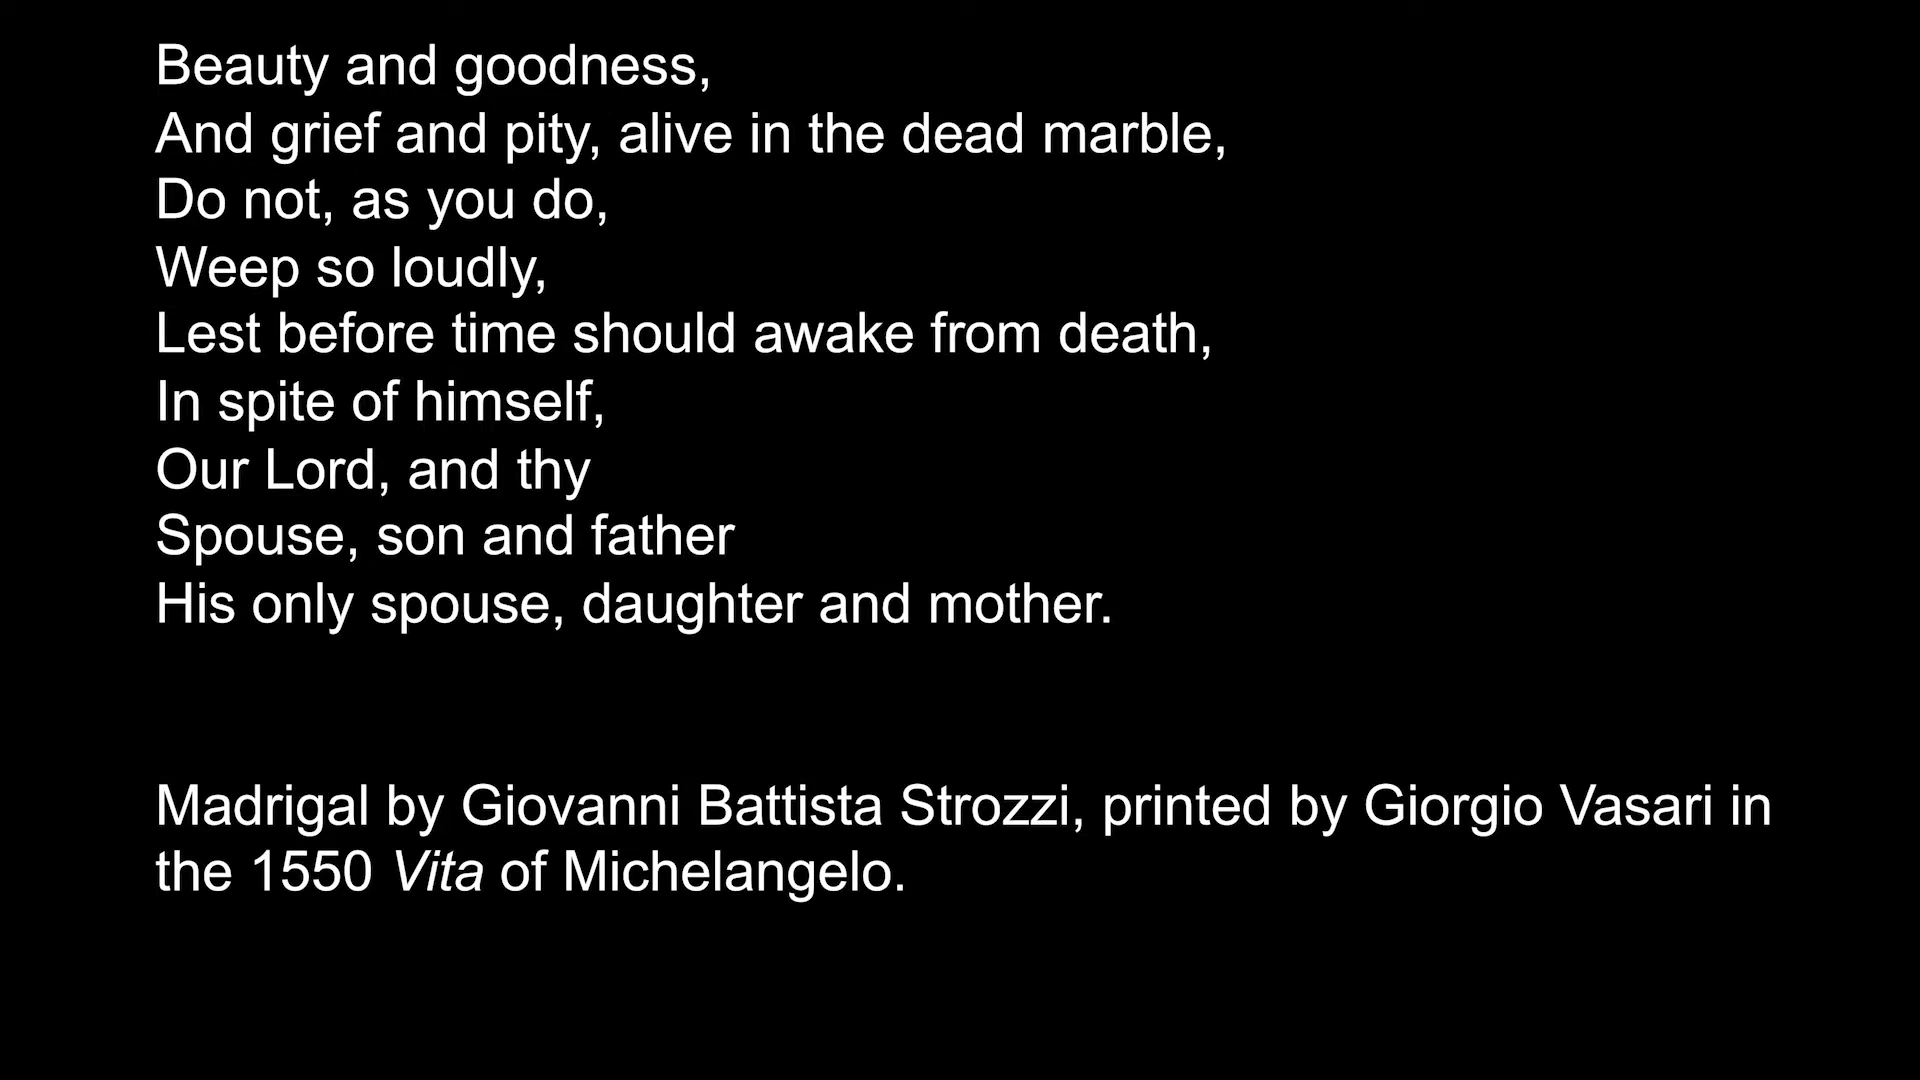 Beauty and goodness,
And grief and pity, alive in the dead marble,
Do not, as you do,
Weep so loudly,
Lest before time should awake from death,
In spite of himself,
Our Lord, and thy
Spouse, son and father
His only spouse, daughter and mother.
Madrigal by Giovanni Battista Strozzi, printed by Giorgio Vasari in
the 1550 Vita of Michelangelo.